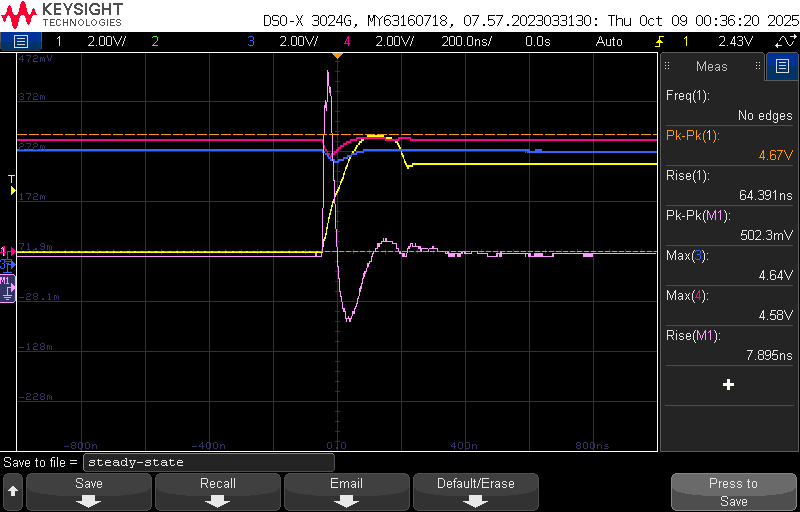 KEYSIGHT
TECHNOLOGIES
DSO-X 3024G, MY63160718, 07.57.2023033130: Thu Oct 09 00:36:20 2025
1 2.00V/ 2 3 2.00V/ 4 2.00V/ 200.0ns/ 0.0s Auto 1 2.43V
472mV
372m
272m
172m
71.9m
-28.1m
-128m
-228m
T
1
3
M1
-800n -400n 0.0 400n 800ns
Meas
Freq(1):
No edges
Pk-Pk(1):
4.67V
Rise(1):
64.391ns
Pk-Pk(M1):
502.3mV
Max(3):
4.64V
Max(4):
4.58V
Rise(M1):
7.895ns
Save to file = steady-state
Save
Recall
Email
Default/Erase
Press to
Save